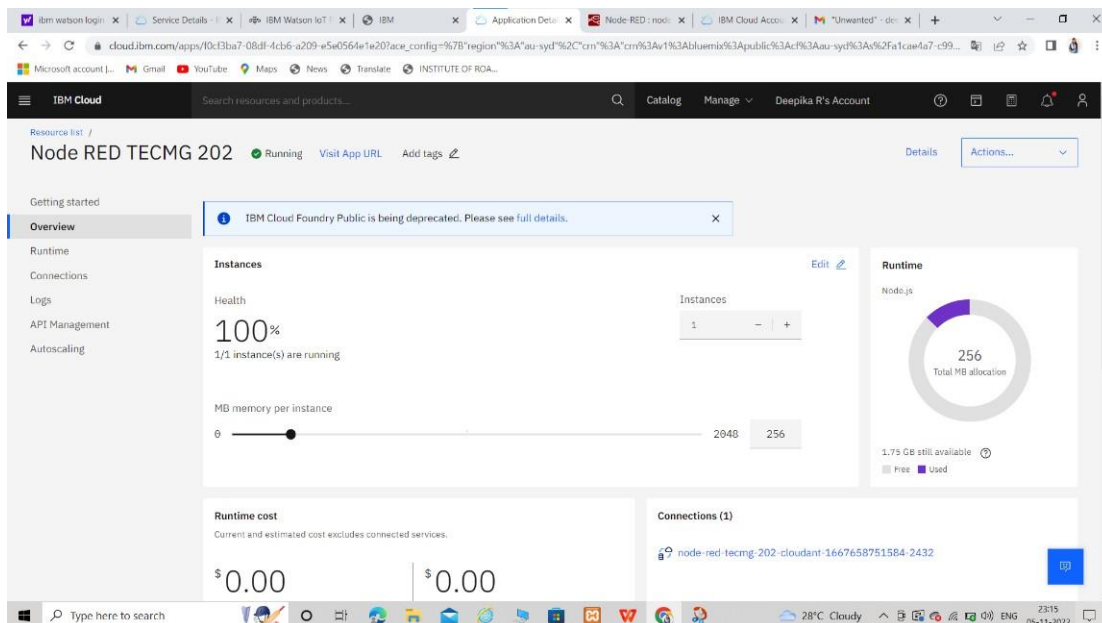 ibm watson login
Service Details - I
IBM Watson IoT
IBM
Application Deta
Node-RED : node
IBM Cloud Accou
"Unwanted" - de
cloud.ibm.com/apps/
Microsoft account |...
Gmail
YouTube
Maps
News
Translate
INSTITUTE OF ROA...
IBM Cloud
Search resources and products...
Catalog
Manage
Deepika R's Account
Resource list /
Node RED TECMG 202
Running
Visit App URL
Add tags
Details
Actions...
Getting started
Overview
Runtime
Connections
Logs
API Management
Autoscaling
IBM Cloud Foundry Public is being deprecated. Please see full details.
Instances
Edit
Health
100%
1/1 instance(s) are running
Instances
1
MB memory per instance
0
2048
256
Runtime
Node.js
256
Total MB allocation
1.75 GB still available
Free
Used
Runtime cost
Current and estimated cost excludes connected services.
$0.00
$0.00
Connections (1)
node-red-tecmg-202-cloudant-1667658751584-2432
Type here to search
28°C Cloudy
ENG
23:15